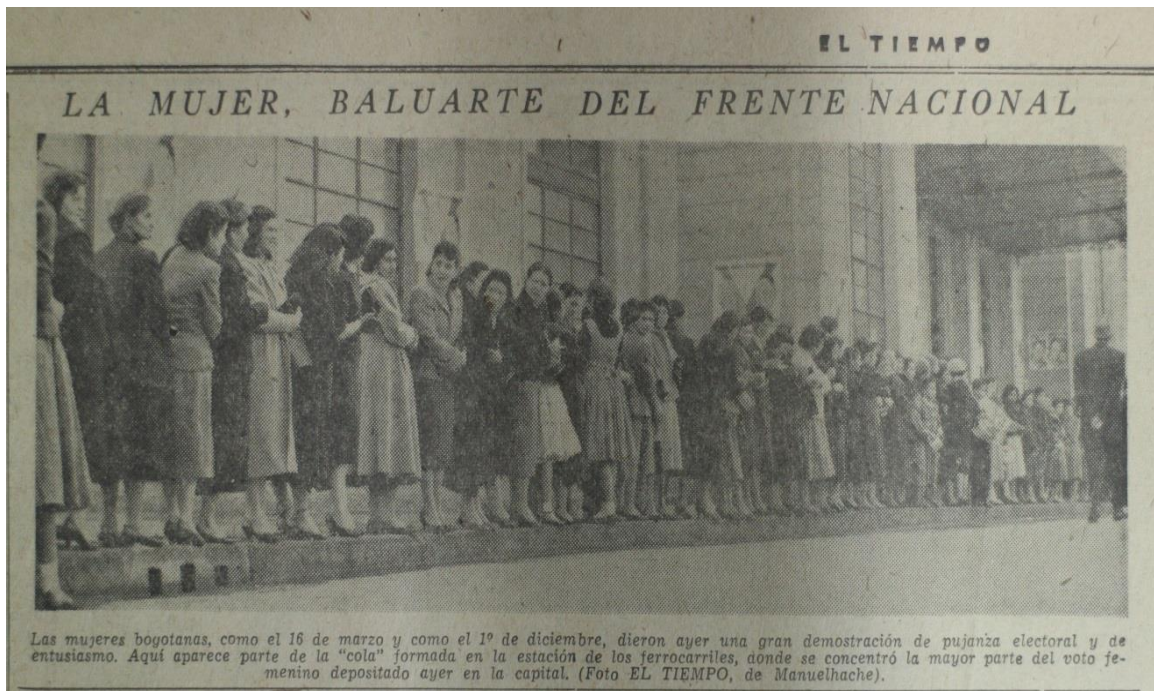 EL TIEMPO
LA MUJER, BALUARTE DEL FRENTE NACIONAL
Las mujeres bogotanas, como el 16 de marzo y como el 1º de diciembre, dieron ayer una gran demostración de pujanza electoral y de
entusiasmo. Aquí aparece parte de la "cola" formada en la estación de los ferrocarriles, donde se concentró la mayor parte del voto fe-
menino depositado ayer en la capital. (Foto EL TIEMPO, de Manuelhache).